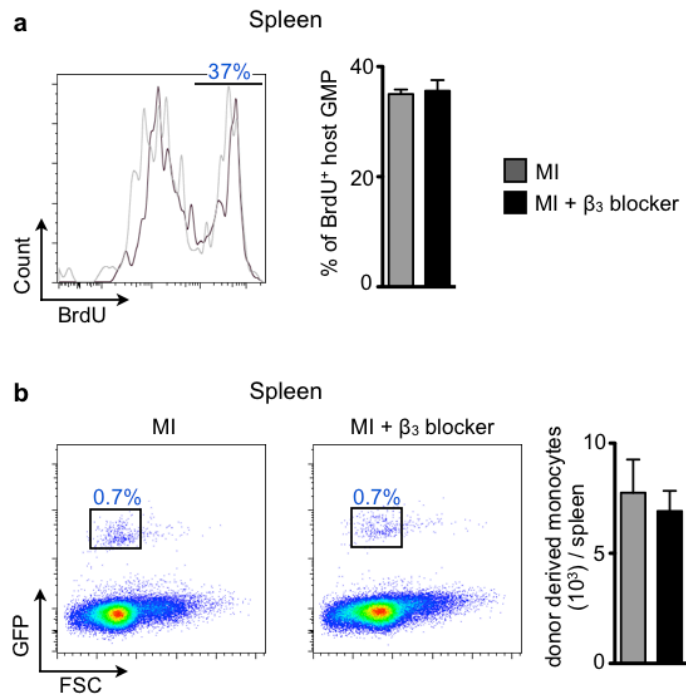 a
Spleen
37%
Count
BrdU
40
20
0
% of BrdU⁺ host GMP
MI
MI + β₃ blocker
b
Spleen
MI
MI + β₃ blocker
0.7%
0.7%
GFP
FSC
10
5
0
donor derived monocytes
(10³) / spleen